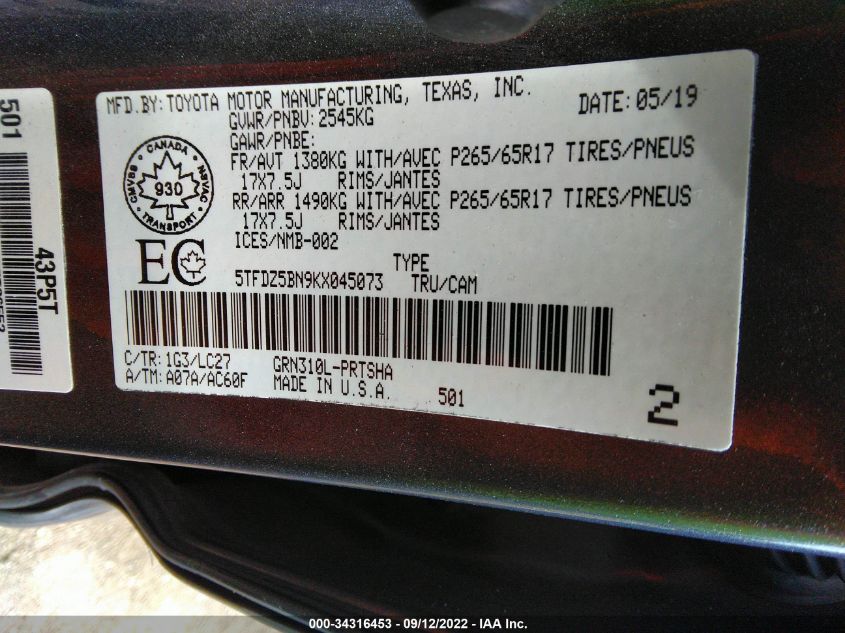 MFD.BY: TOYOTA MOTOR MANUFACTURING, TEXAS, INC.
DATE: 05/19
GVWR/PNBV: 2545KG
GAWR/PNBE:
FR/AVT 1380KG WITH/AVEC P265/65R17 TIRES/PNEUS
17X7.5J RIMS/JANTES
RR/ARR 1490KG WITH/AVEC P265/65R17 TIRES/PNEUS
17X7.5J RIMS/JANTES
ICES/NMB-002
CANADA
CMVSS 930 NSVAC
TRANSPORT
EC
TYPE
5TFDZ5BN9KX045073 TRU/CAM
C/TR: 1G3/LC27 GRN310L-PRTSHA
A/TM: A07A/AC60F MADE IN U.S.A. 501
2
501
43P5T
000-34316453 - 09/12/2022 - IAA Inc.